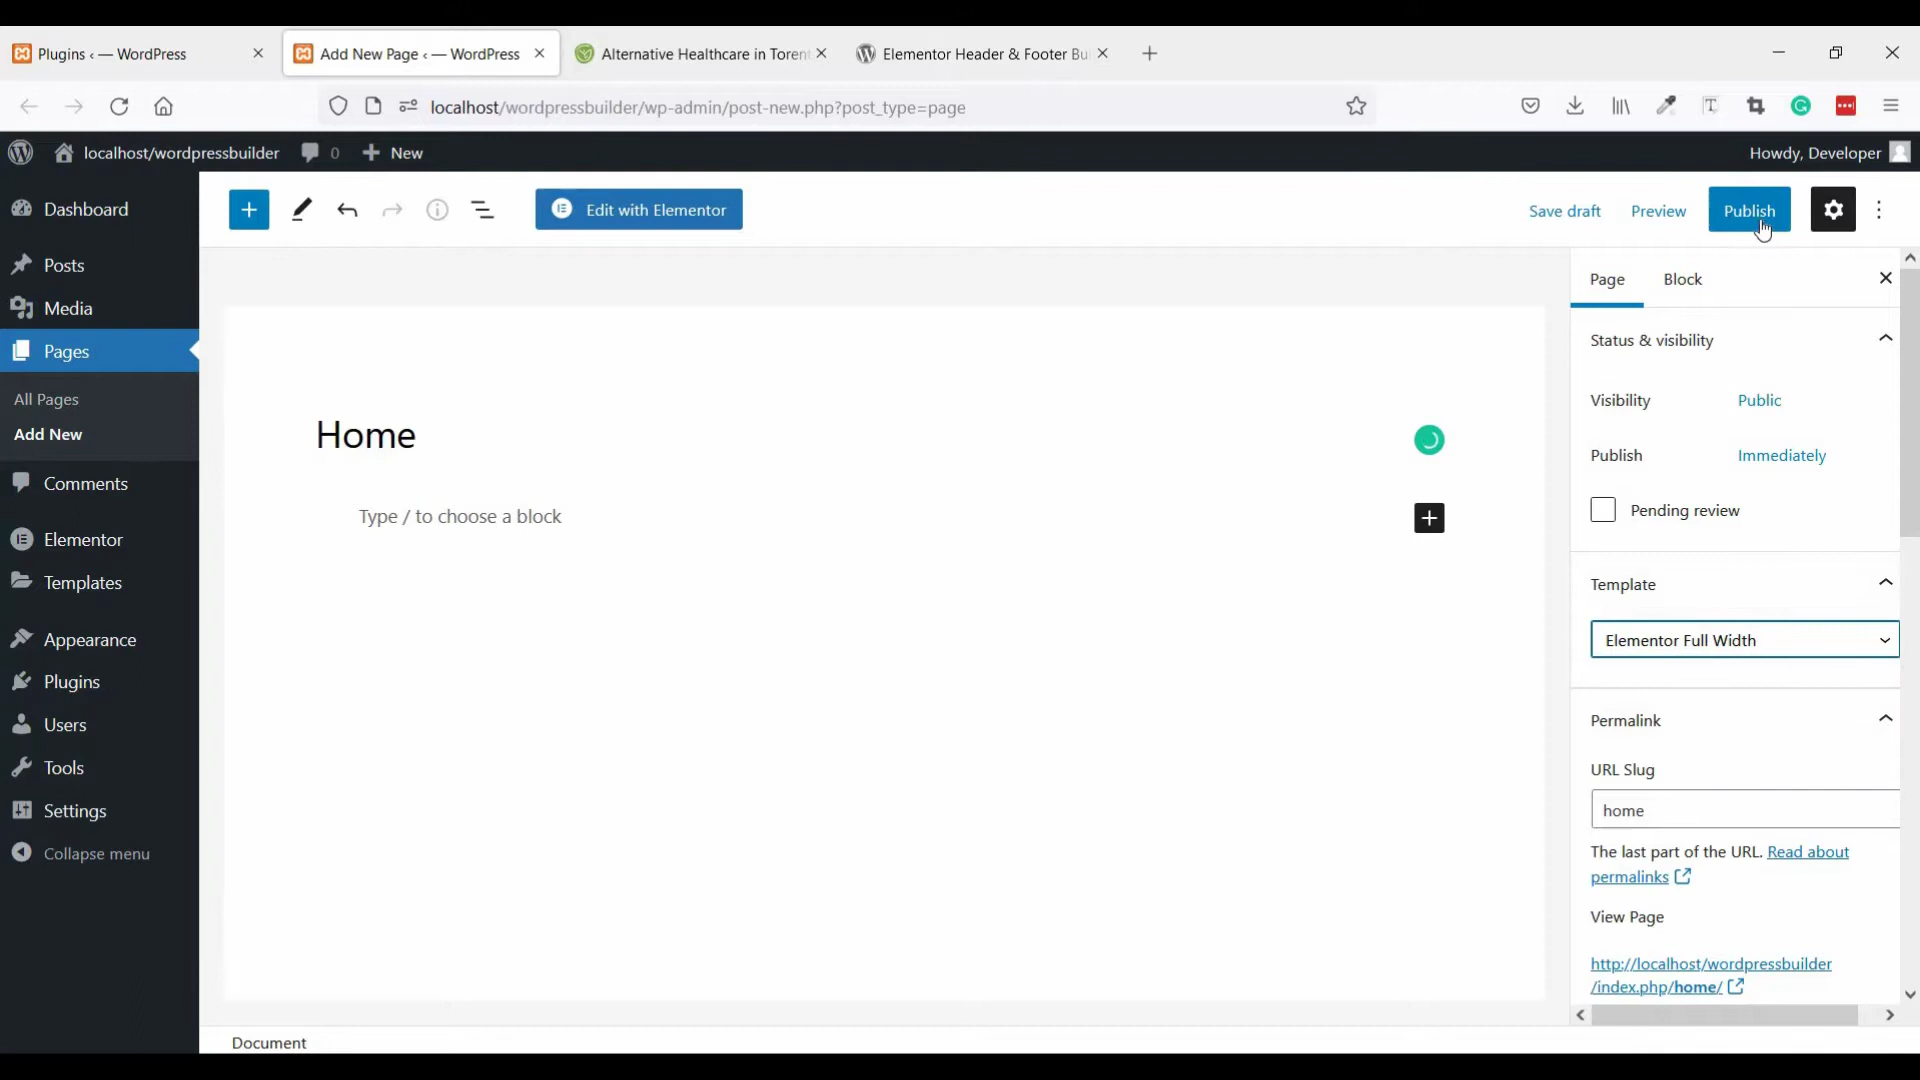 Plugins ‹ — WordPress
Add New Page ‹ — WordPress
Alternative Healthcare in Toren
Elementor Header & Footer Bu
localhost/wordpressbuilder/wp-admin/post-new.php?post_type=page
localhost/wordpressbuilder
0
New
Howdy, Developer
Dashboard
Posts
Media
Pages
All Pages
Add New
Comments
Elementor
Templates
Appearance
Plugins
Users
Tools
Settings
Collapse menu
Edit with Elementor
Save draft
Preview
Publish
Home
Type / to choose a block
Page
Block
Status & visibility
Visibility
Public
Publish
Immediately
Pending review
Template
Elementor Full Width
Permalink
URL Slug
home
The last part of the URL. Read about
permalinks
View Page
http://localhost/wordpressbuilder
/index.php/home/
Document